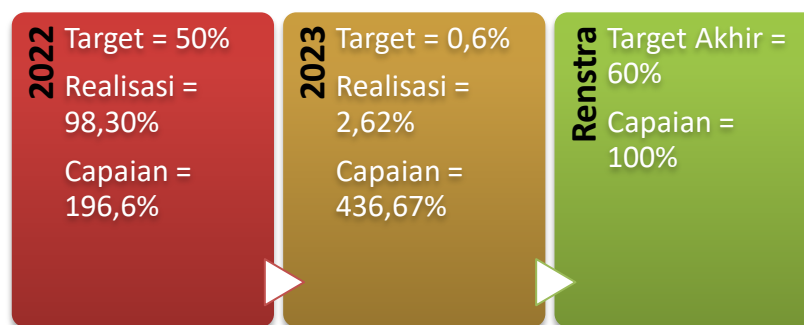 2022
Target = 50%
Realisasi =
98,30%
Capaian =
196,6%
2023
Target = 0,6%
Realisasi =
2,62%
Capaian =
436,67%
Renstra
Target Akhir =
60%
Capaian =
100%